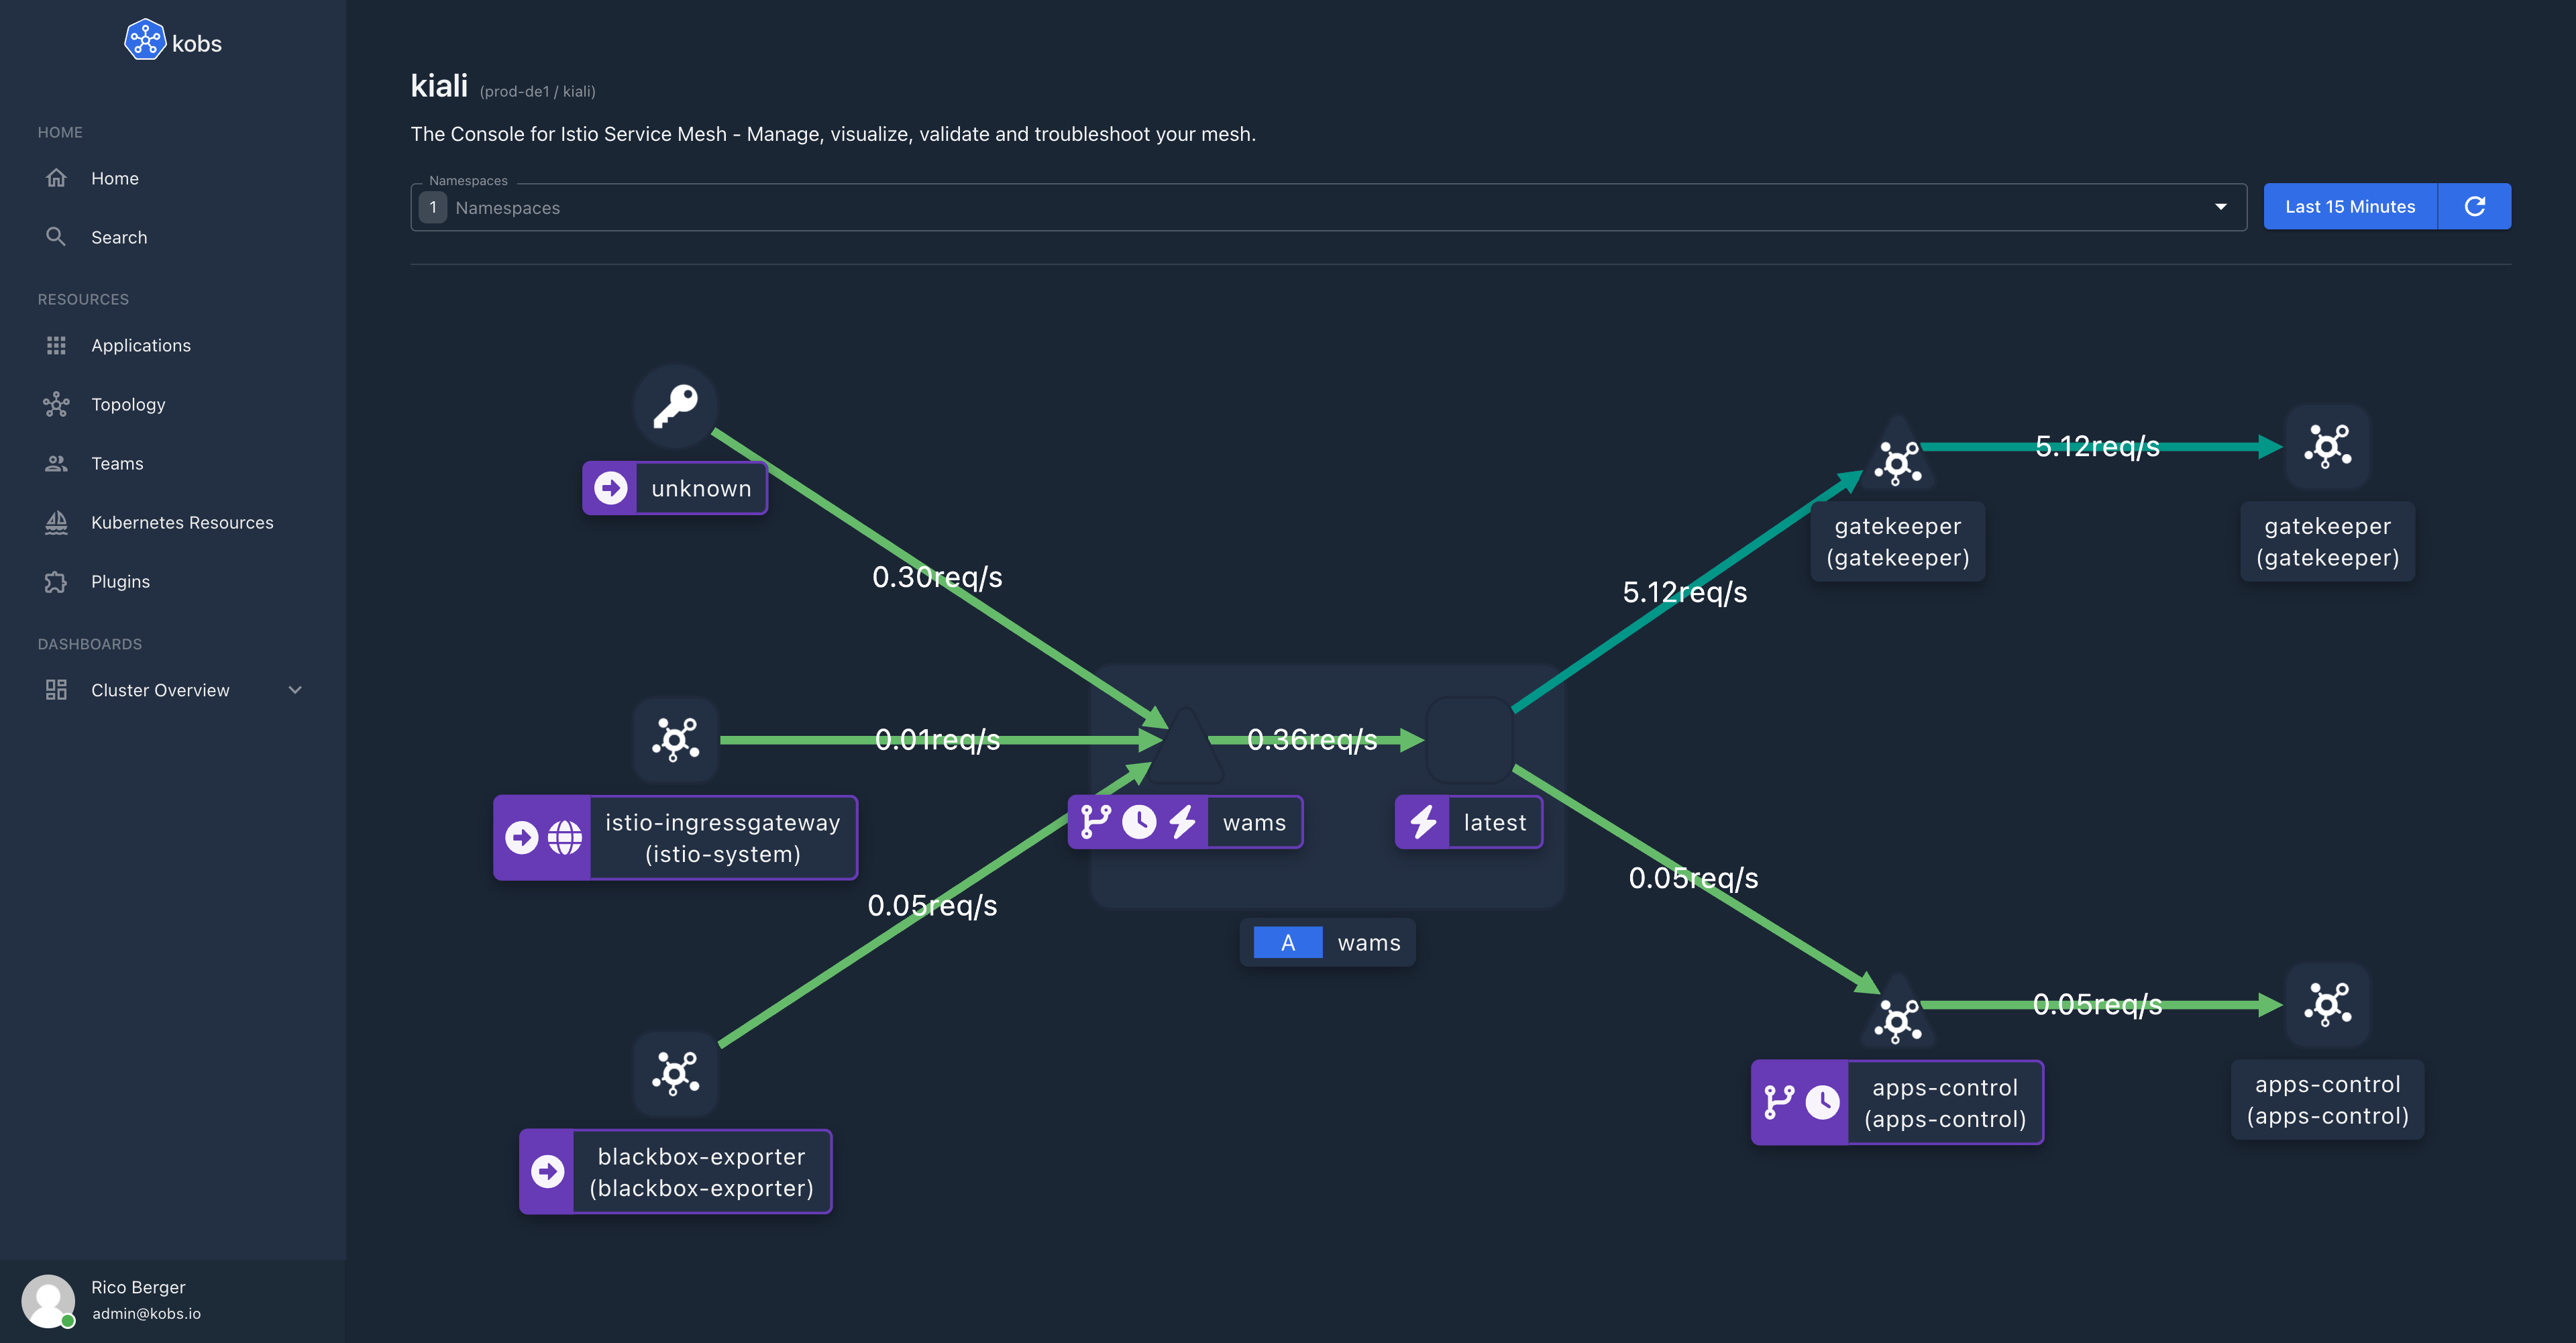 kobs
HOME
Home
Search
RESOURCES
Applications
Topology
Teams
Kubernetes Resources
Plugins
DASHBOARDS
Cluster Overview
Rico Berger
admin@kobs.io
kiali (prod-de1 / kiali)
The Console for Istio Service Mesh - Manage, visualize, validate and troubleshoot your mesh.
Namespaces
1 Namespaces
Last 15 Minutes
unknown
0.30req/s
istio-ingressgateway
(istio-system)
0.01req/s
blackbox-exporter
(blackbox-exporter)
0.05req/s
wams
0.36req/s
latest
A wams
5.12req/s
gatekeeper
(gatekeeper)
5.12req/s
gatekeeper
(gatekeeper)
0.05req/s
apps-control
(apps-control)
0.05req/s
apps-control
(apps-control)